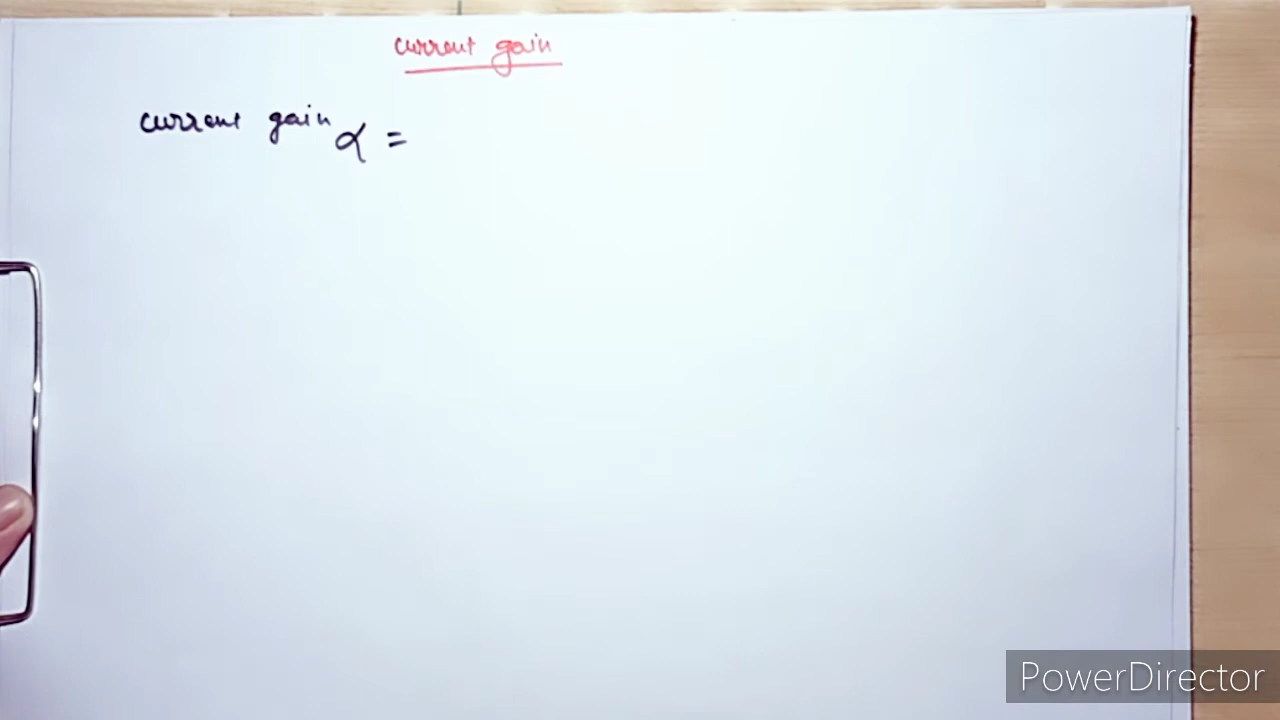 current gain
current gain α =
PowerDirector